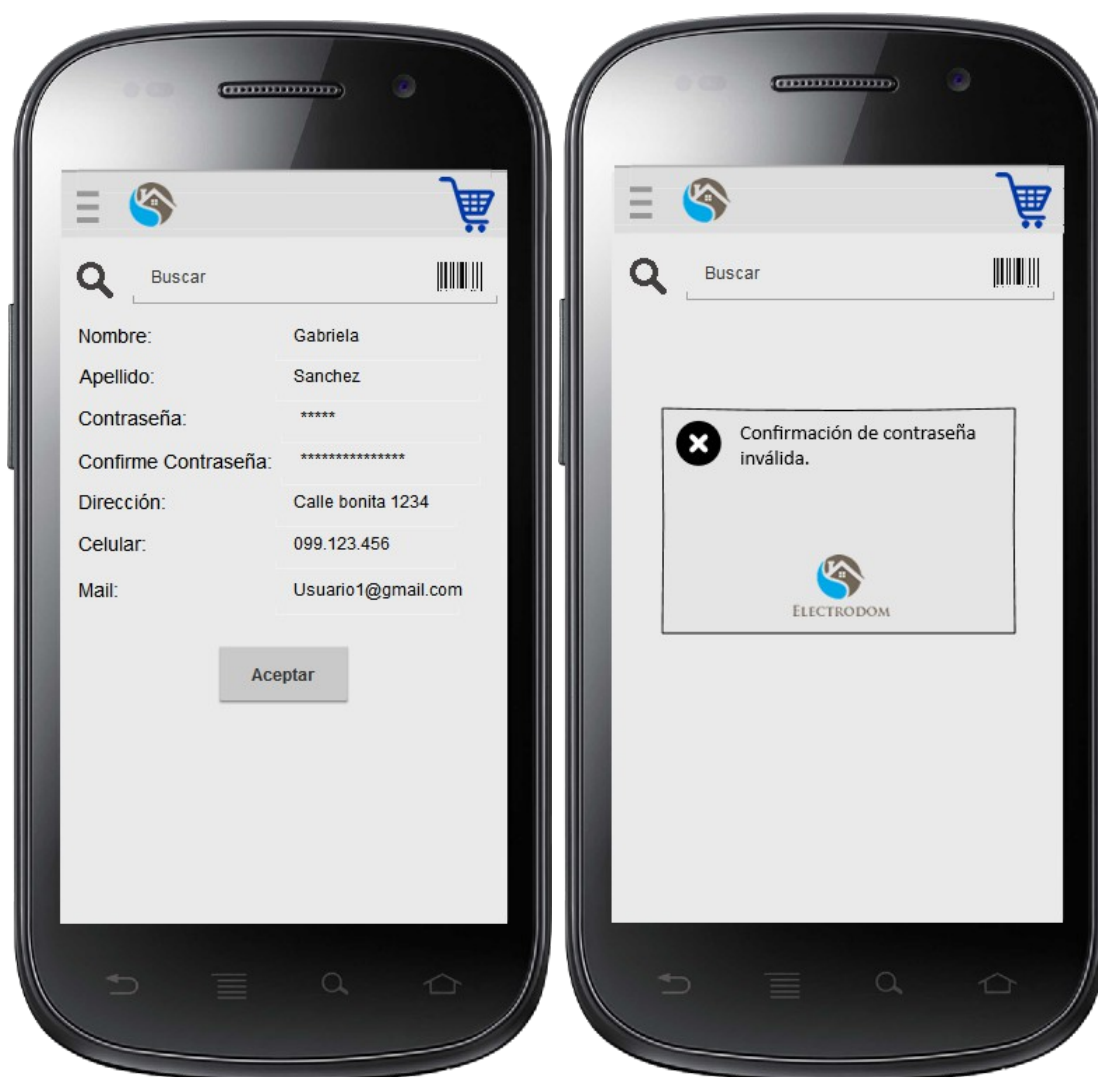 Buscar
Nombre: Gabriela
Apellido: Sanchez
Contraseña: *****
Confirme Contraseña: ***************
Dirección: Calle bonita 1234
Celular: 099.123.456
Mail: Usuario1@gmail.com
Aceptar
Buscar
Confirmación de contraseña
inválida.
ELECTRODOM